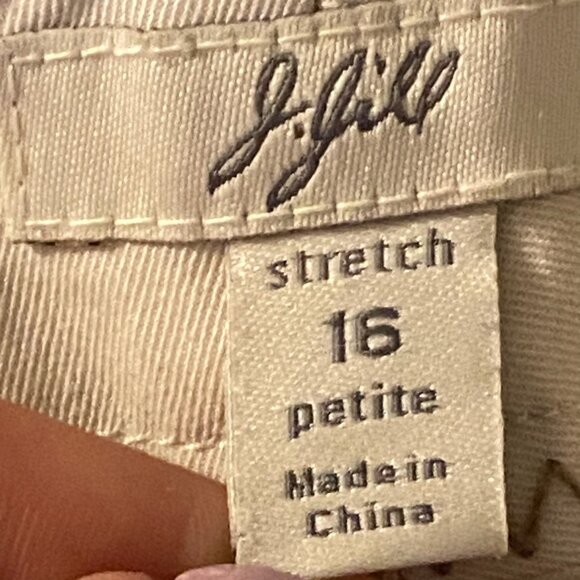 J.Jill
stretch
16
petite
Made in
China